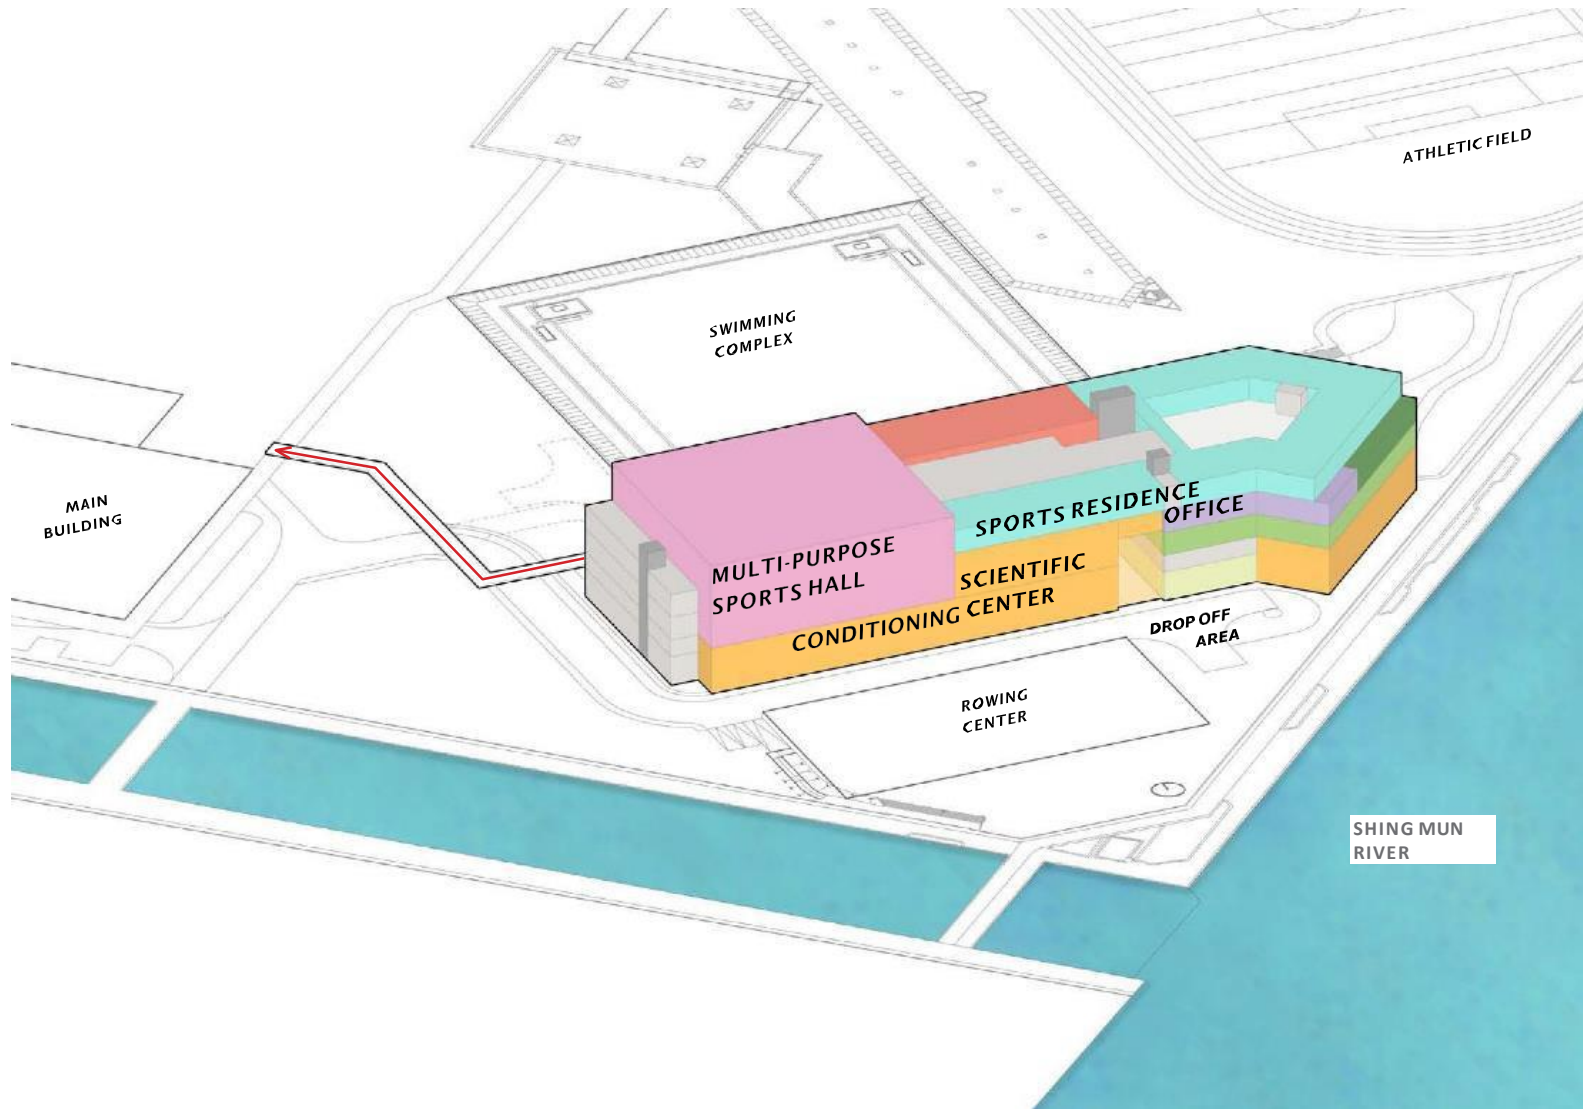 ATHLETIC FIELD
SWIMMING
COMPLEX
MAIN
BUILDING
SPORTS RESIDENCE
OFFICE
MULTI-PURPOSE
SPORTS HALL
SCIENTIFIC
CONDITIONING CENTER
DROP OFF
AREA
ROWING
CENTER
SHING MUN
RIVER